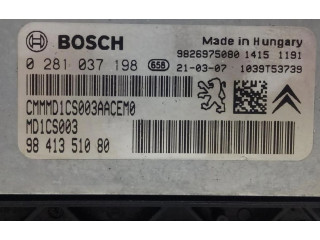 BOSCH
Made in Hungary
9826975080 1415 1191
0 281 037 198 658 21-03-07 1039T53739
CMMMD1CS003AACEM0
MD1CS003
98 413 510 80